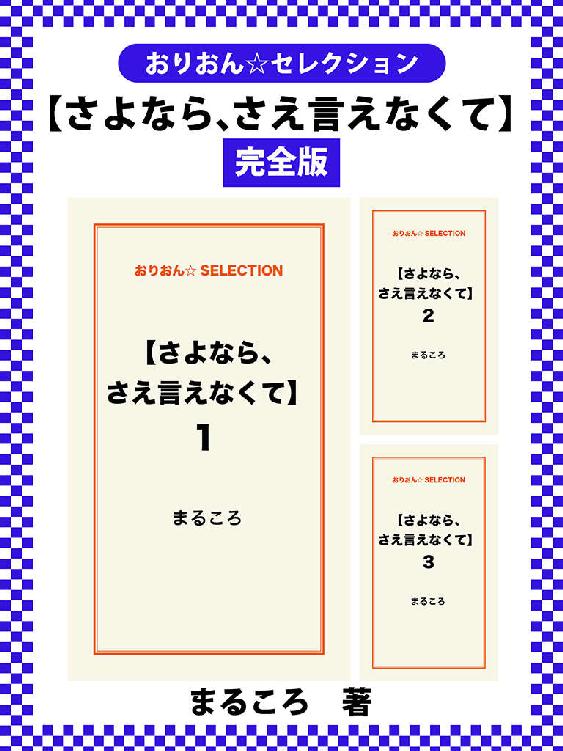 おりおん☆セレクション
【さよなら、さえ言えなくて】
完全版
おりおん☆ SELECTION
【さよなら、
さえ言えなくて】
1
まるころ
おりおん☆ SELECTION
【さよなら、
さえ言えなくて】
2
まるころ
おりおん☆ SELECTION
【さよなら、
さえ言えなくて】
3
まるころ
まるころ　著